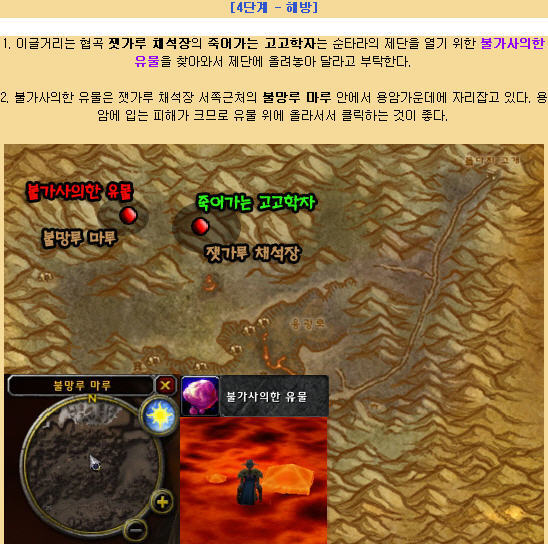 [4단계 - 해방]
1. 이글거리는 협곡 잿가루 채석장의 죽어가는 고고학자는 순타라의 제단을 열기 위한 불가사의한
유물을 찾아와서 제단에 올려놓아 달라고 부탁한다.
2. 불가사의한 유물은 잿가루 채석장 서쪽근처의 불망루 마루 안에서 용암가운데에 자리잡고 있다. 용
암에 입는 피해가 크므로 유물 위에 올라서서 클릭하는 것이 좋다.
불가사의한 유물
죽어가는 고고학자
불망루 마루
잿가루 채석장
불망루 마루
N
불가사의한 유물